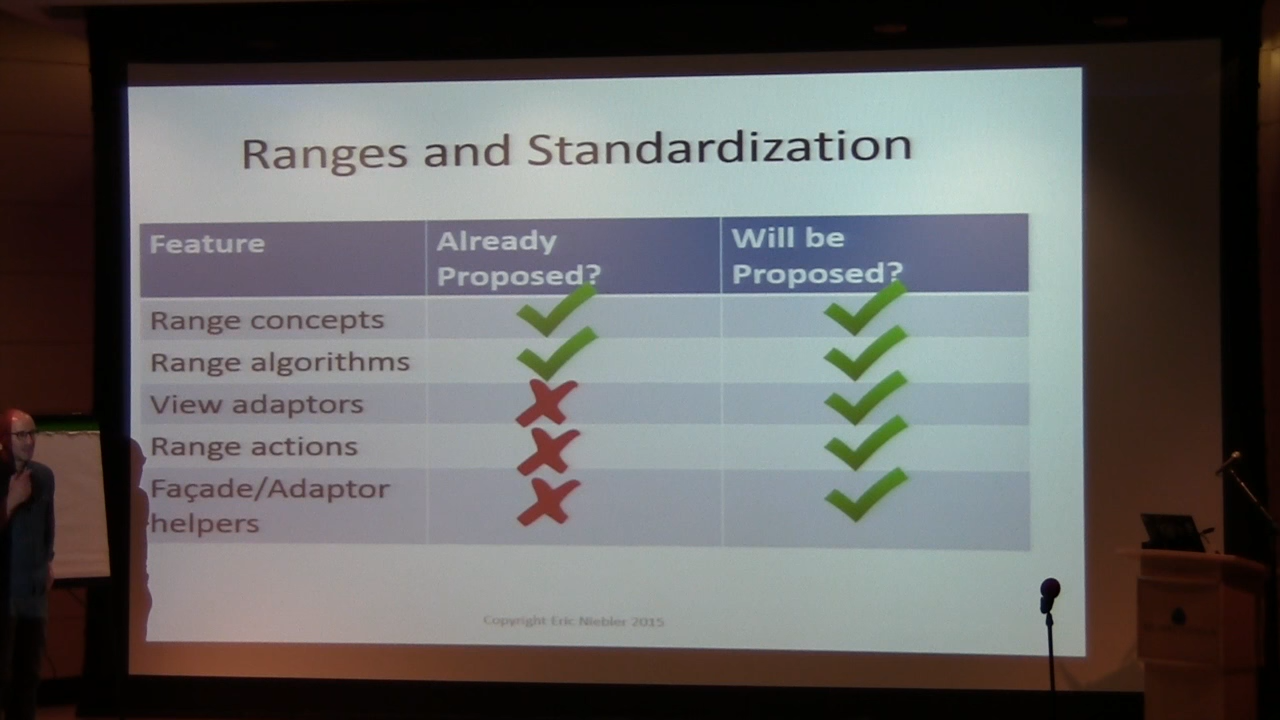 Ranges and Standardization
Feature
Already
Proposed?
Will be
Proposed?
Range concepts
Range algorithms
View adaptors
Range actions
Façade/Adaptor
helpers
Copyright Eric Niebler 2015